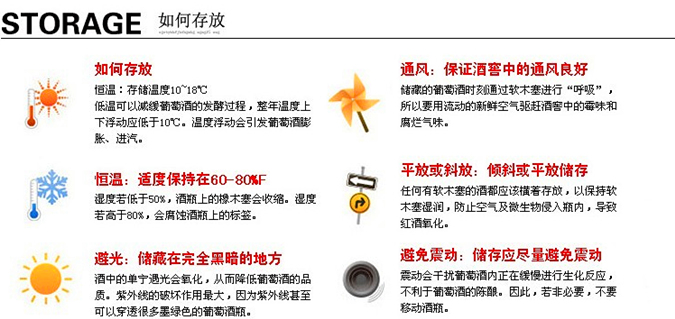 STORAGE 如何存放
如何存放
恒温：存储温度10~18℃
低温可以减缓葡萄酒的发酵过程，整年温度上
下浮动应低于10℃。温度浮动会引发葡萄酒膨
胀、进汽。
通风：保证酒窖中的通风良好
储藏的葡萄酒时刻通过软木塞进行“呼吸”，
所以要用流动的新鲜空气驱赶酒窖中的霉味和
腐烂气味。
恒温：适度保持在60-80%F
湿度若低于50%，酒瓶上的橡木塞会收缩。湿度
若高于80%，会腐蚀酒瓶上的标签。
平放或斜放：倾斜或平放储存
任何有软木塞的酒都应该横着存放，以保持软
木塞湿润，防止空气及微生物侵入瓶内，导致
红酒氧化。
避光：储藏在完全黑暗的地方
酒中的单宁遇光会氧化，从而降低葡萄酒的品
质。紫外线的破坏作用最大，因为紫外线甚至
可以穿透很多墨绿色的葡萄酒瓶。
避免震动：储存应尽量避免震动
震动会干扰葡萄酒内正在缓慢进行生化反应，
不利于葡萄酒的陈酿。因此，若非必要，不要
移动酒瓶。